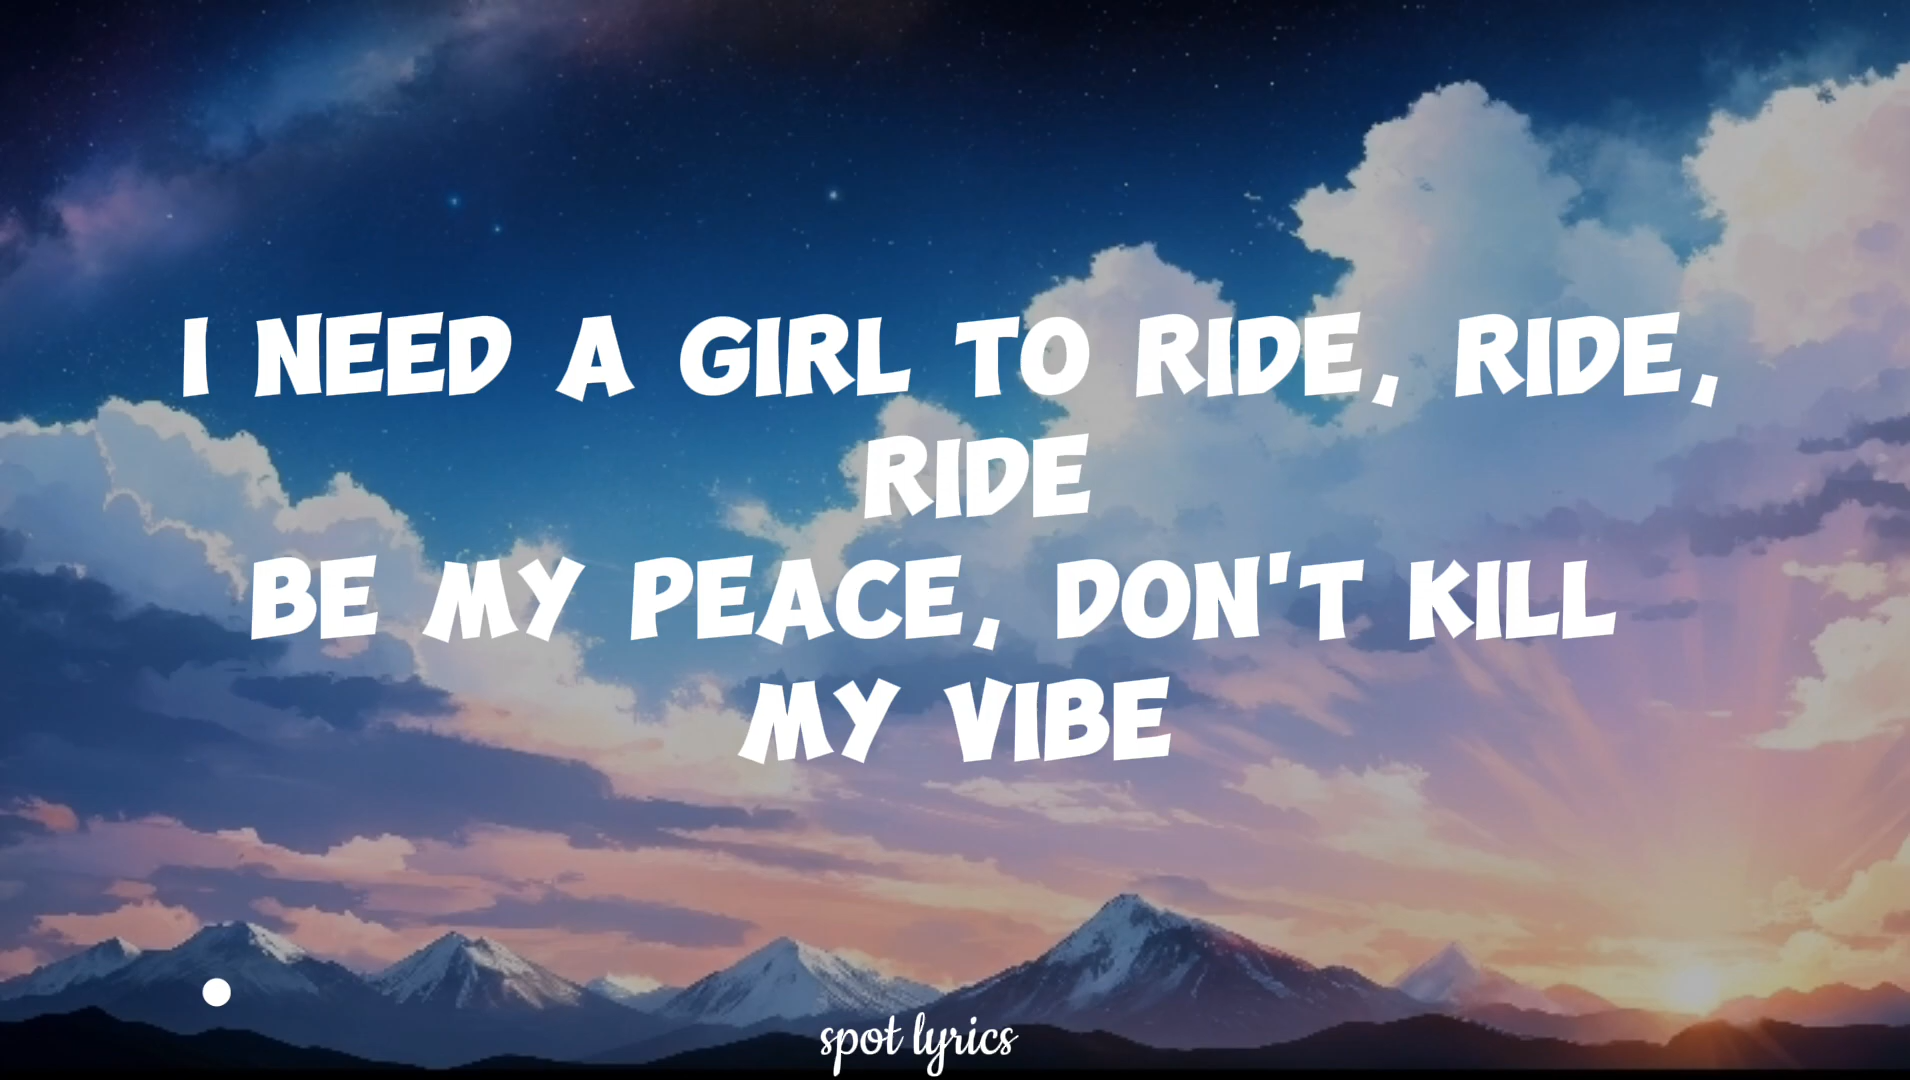 I NEED A GIRL TO RIDE, RIDE,
RIDE
BE MY PEACE, DON'T KILL
MY VIBE
spot lyrics